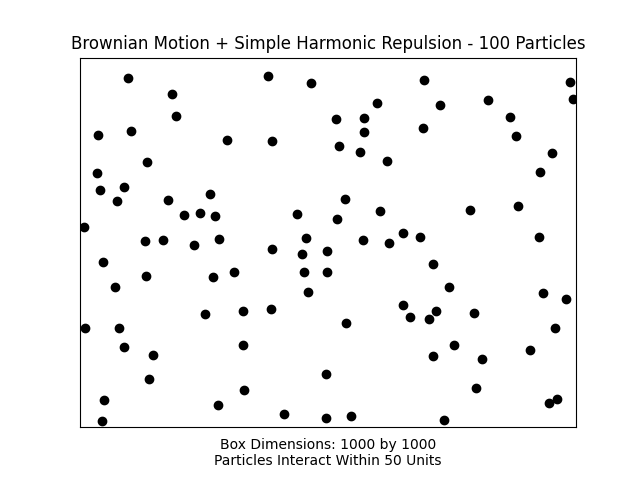 Brownian Motion + Simple Harmonic Repulsion - 100 Particles
Box Dimensions: 1000 by 1000
Particles Interact Within 50 Units